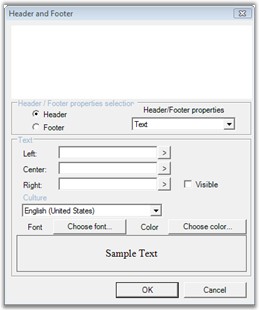 Header and Footer
Header / Footer properties selection
Header
Footer
Header/Footer properties
Text
Text
Left: >
Center: >
Right: > Visible
Culture
English (United States)
Font Choose font... Color Choose color...
Sample Text
OK Cancel